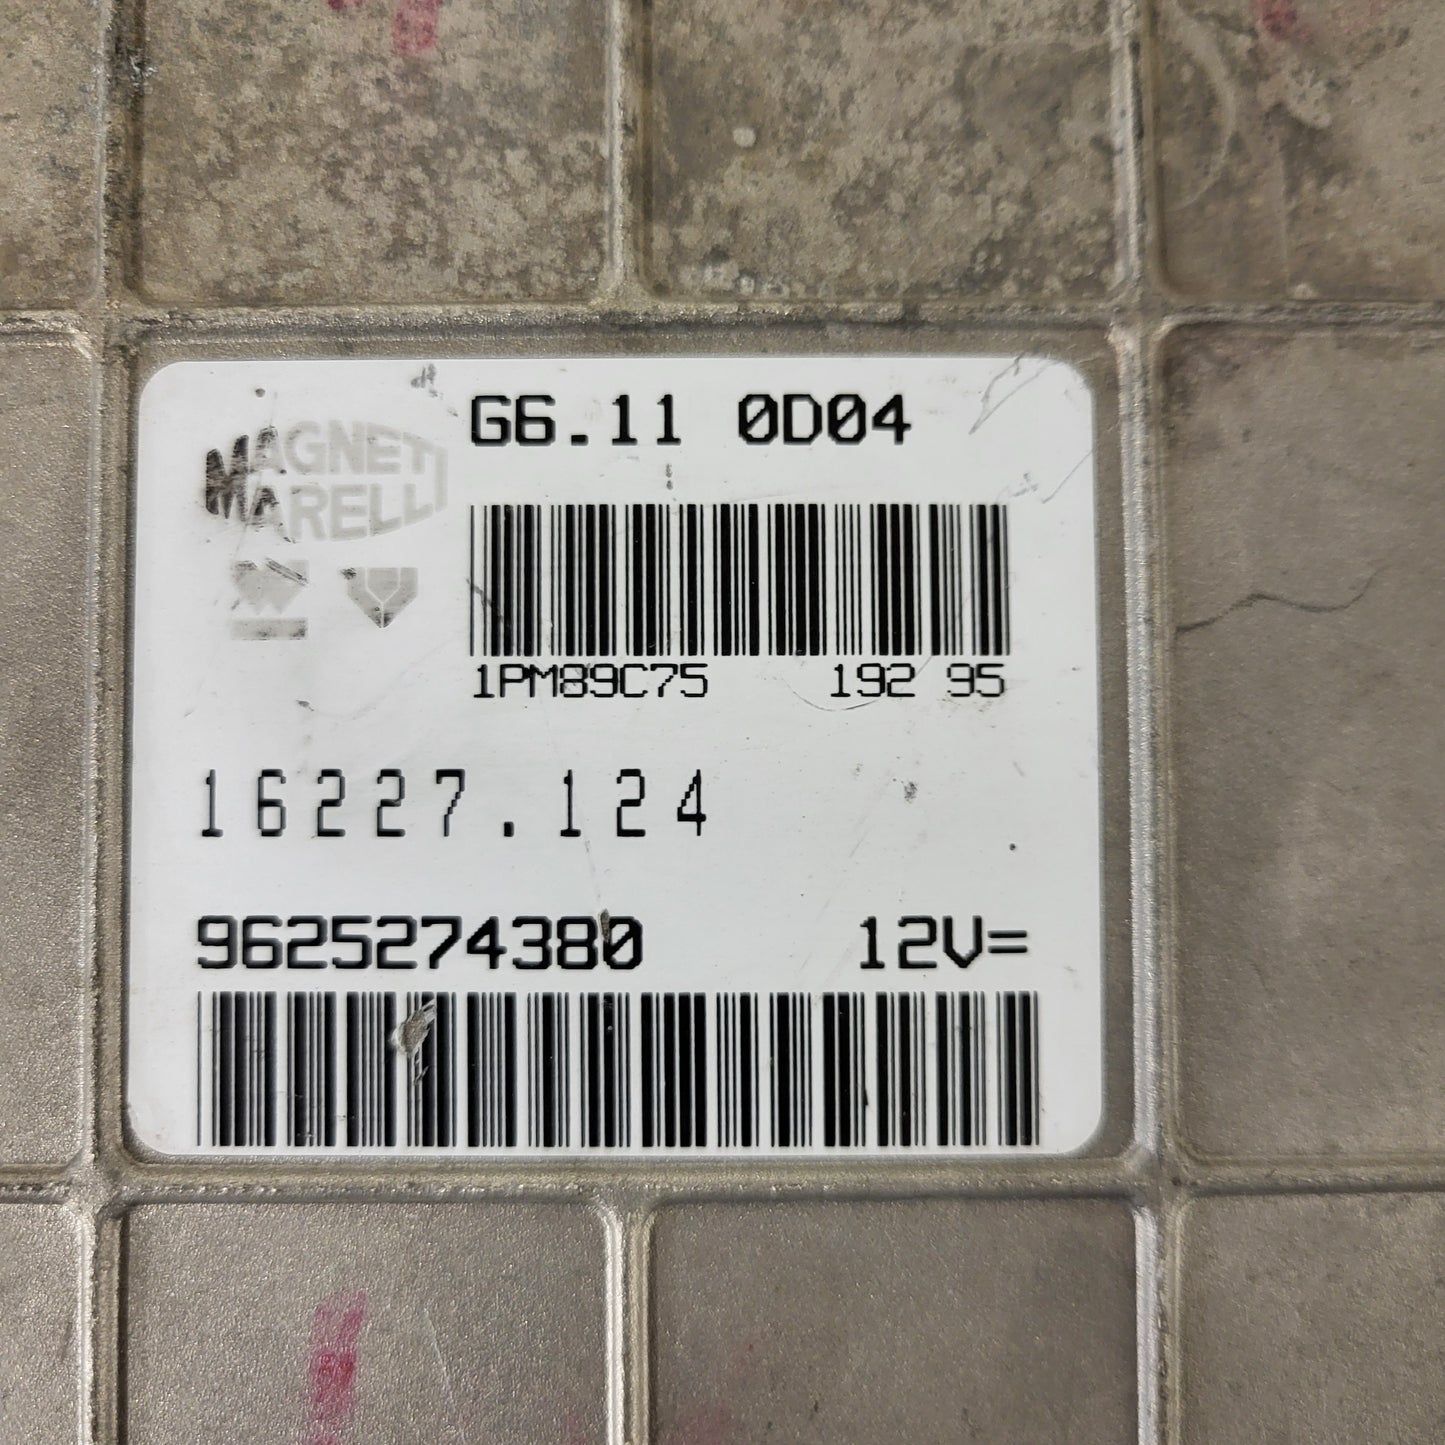 G6.11 0D04
MAGNETI
MARELLI
1PM89C75 192 95
16227.124
9625274380 12V=